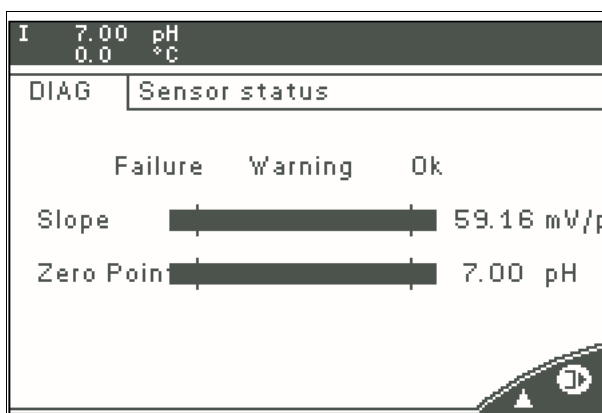 I 7.00 pH
0.0 °C
DIAG Sensor status
Failure Warning Ok
Slope 59.16 mV/p
Zero Point 7.00 pH